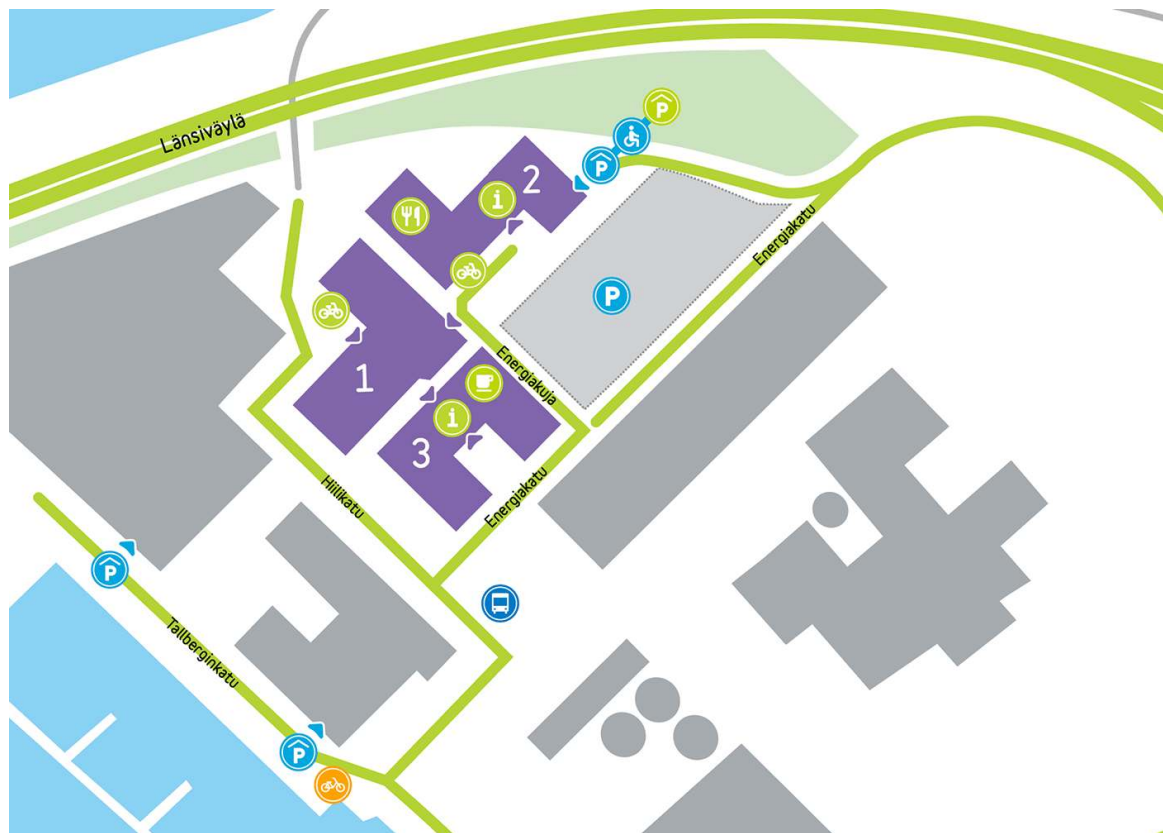 P
Länsiväylä
P
2
i
Energiakatu
P
Energiakuja
1
i
3
Hiilikatu
Energiakatu
P
Tallberginkatu
P